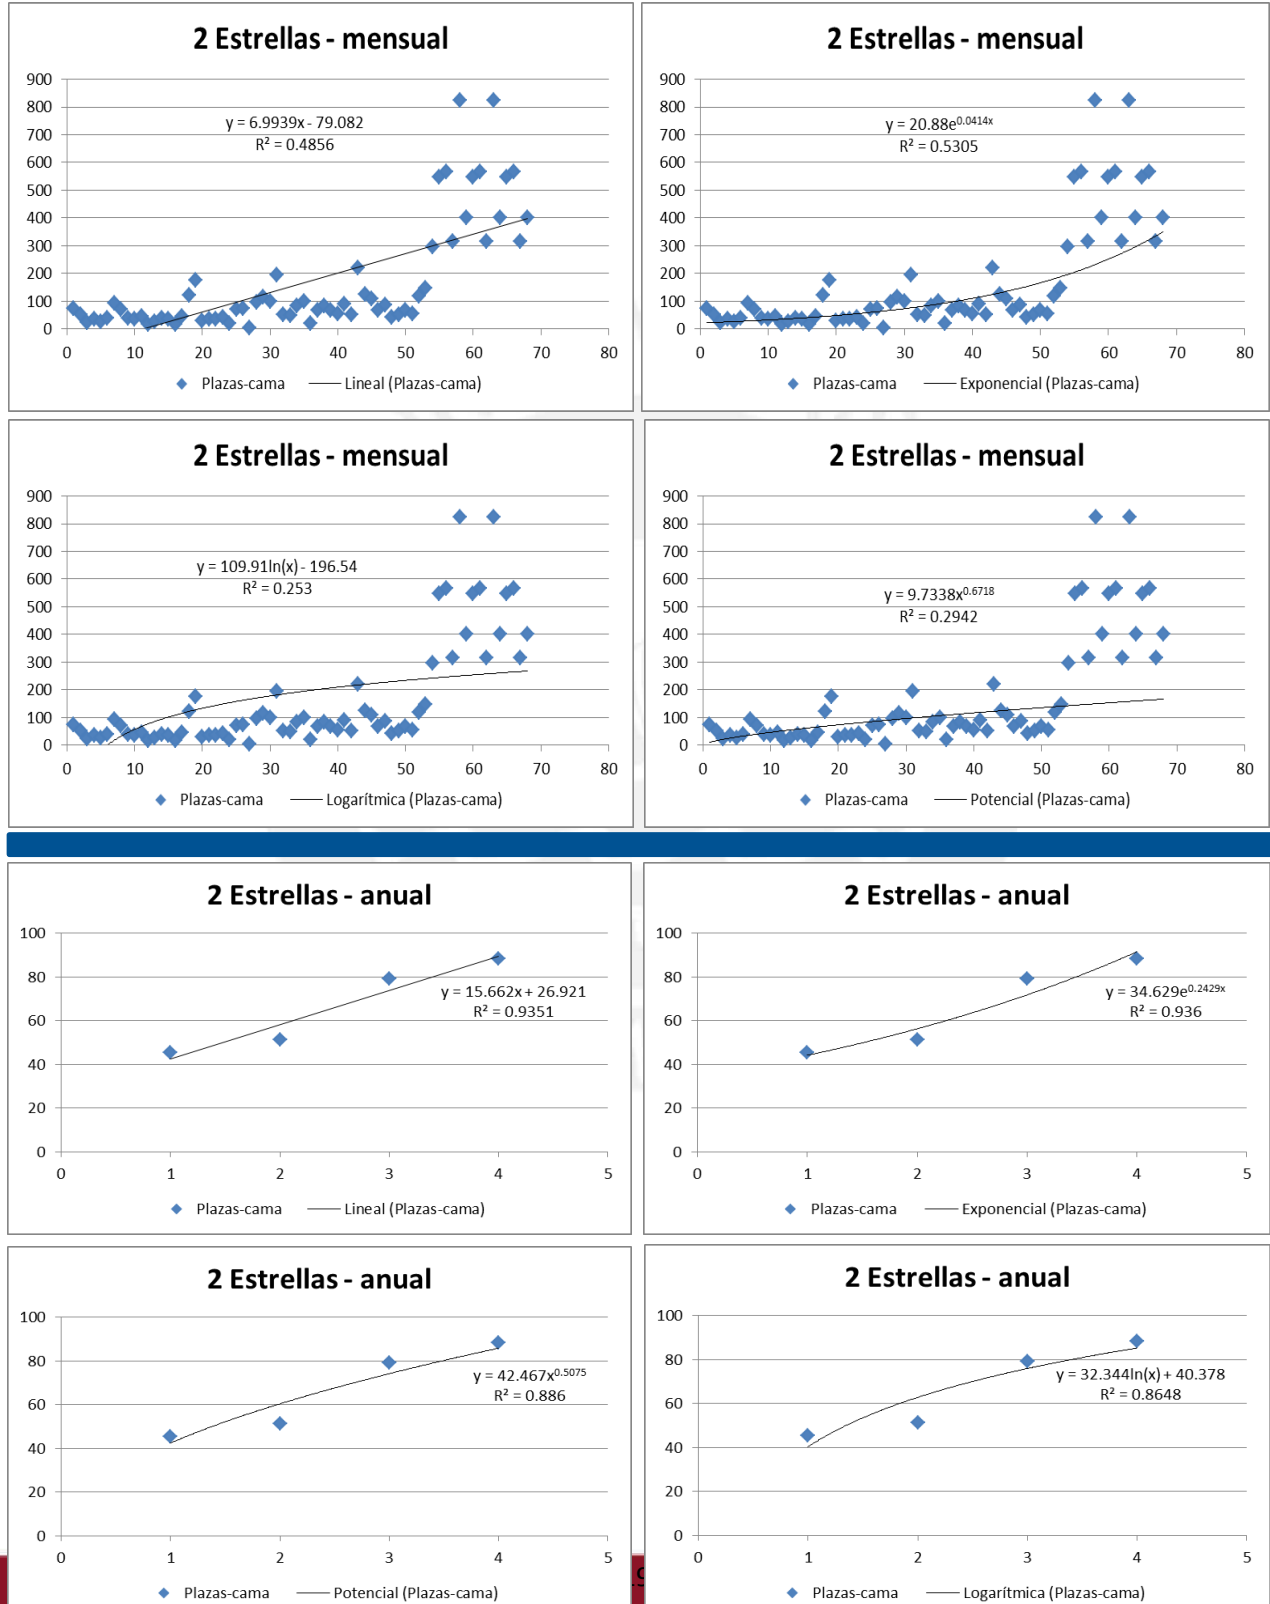 2 Estrellas - mensual
900
800
700
600
500
400
300
200
100
0
y = 6.9939x - 79.082
R² = 0.4856
0 10 20 30 40 50 60 70 80
Plazas-cama Lineal (Plazas-cama)
2 Estrellas - mensual
900
800
700
600
500
400
300
200
100
0
y = 20.88e^0.0414x
R² = 0.5305
0 10 20 30 40 50 60 70 80
Plazas-cama Exponencial (Plazas-cama)
2 Estrellas - mensual
900
800
700
600
500
400
300
200
100
0
y = 109.91ln(x) - 196.54
R² = 0.253
0 10 20 30 40 50 60 70 80
Plazas-cama Logarítmica (Plazas-cama)
2 Estrellas - mensual
900
800
700
600
500
400
300
200
100
0
y = 9.7338x^0.6718
R² = 0.2942
0 10 20 30 40 50 60 70 80
Plazas-cama Potencial (Plazas-cama)
2 Estrellas - anual
100
80
60
40
20
0
y = 15.662x + 26.921
R² = 0.9351
0 1 2 3 4 5
Plazas-cama Lineal (Plazas-cama)
2 Estrellas - anual
100
80
60
40
20
0
y = 34.629e^0.2429x
R² = 0.936
0 1 2 3 4 5
Plazas-cama Exponencial (Plazas-cama)
2 Estrellas - anual
100
80
60
40
20
0
y = 42.467x^0.5075
R² = 0.886
0 1 2 3 4 5
Plazas-cama Potencial (Plazas-cama)
2 Estrellas - anual
100
80
60
40
20
0
y = 32.344ln(x) + 40.378
R² = 0.8648
0 1 2 3 4 5
Plazas-cama Logarítmica (Plazas-cama)